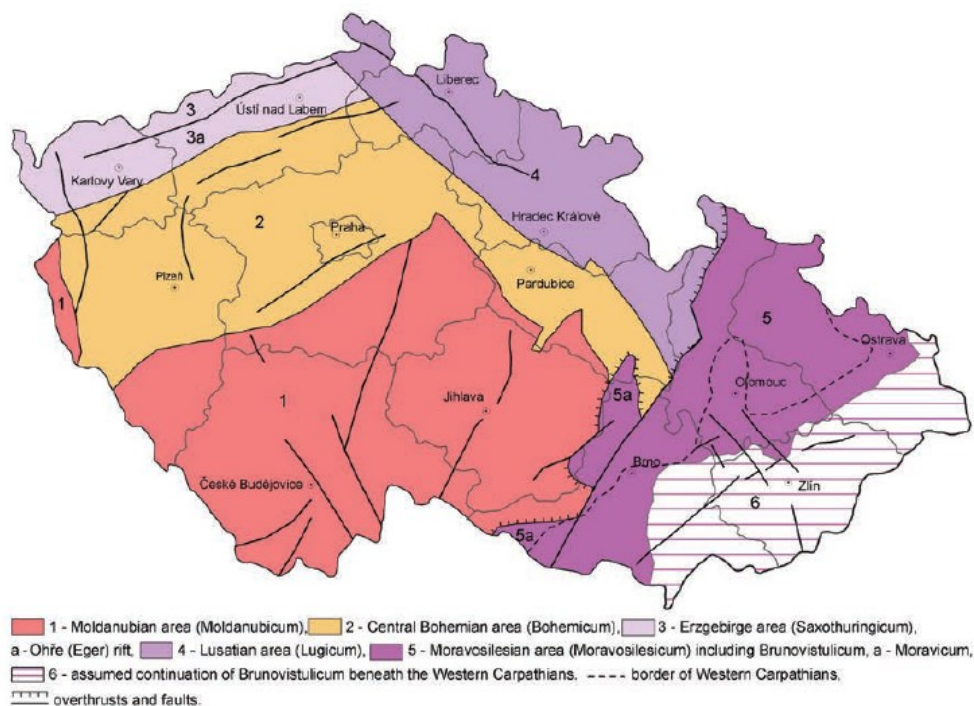 Liberec
3
Ústí nad Labem
3a
Karlovy Vary
4
2
Hradec Králové
Praha
Plzeň
Pardubice
1
5
Ostrava
5a
Olomouc
1
Jihlava
Brno
České Budějovice
Zlín
6
5a
1 - Moldanubian area (Moldanubicum), 2 - Central Bohemian area (Bohemicum), 3 - Erzgebirge area (Saxothuringicum),
a - Ohře (Eger) rift, 4 - Lusatian area (Lugicum), 5 - Moravosilesian area (Moravosilesicum) including Brunovistulicum, a - Moravicum,
6 - assumed continuation of Brunovistulicum beneath the Western Carpathians, border of Western Carpathians,
overthrusts and faults.